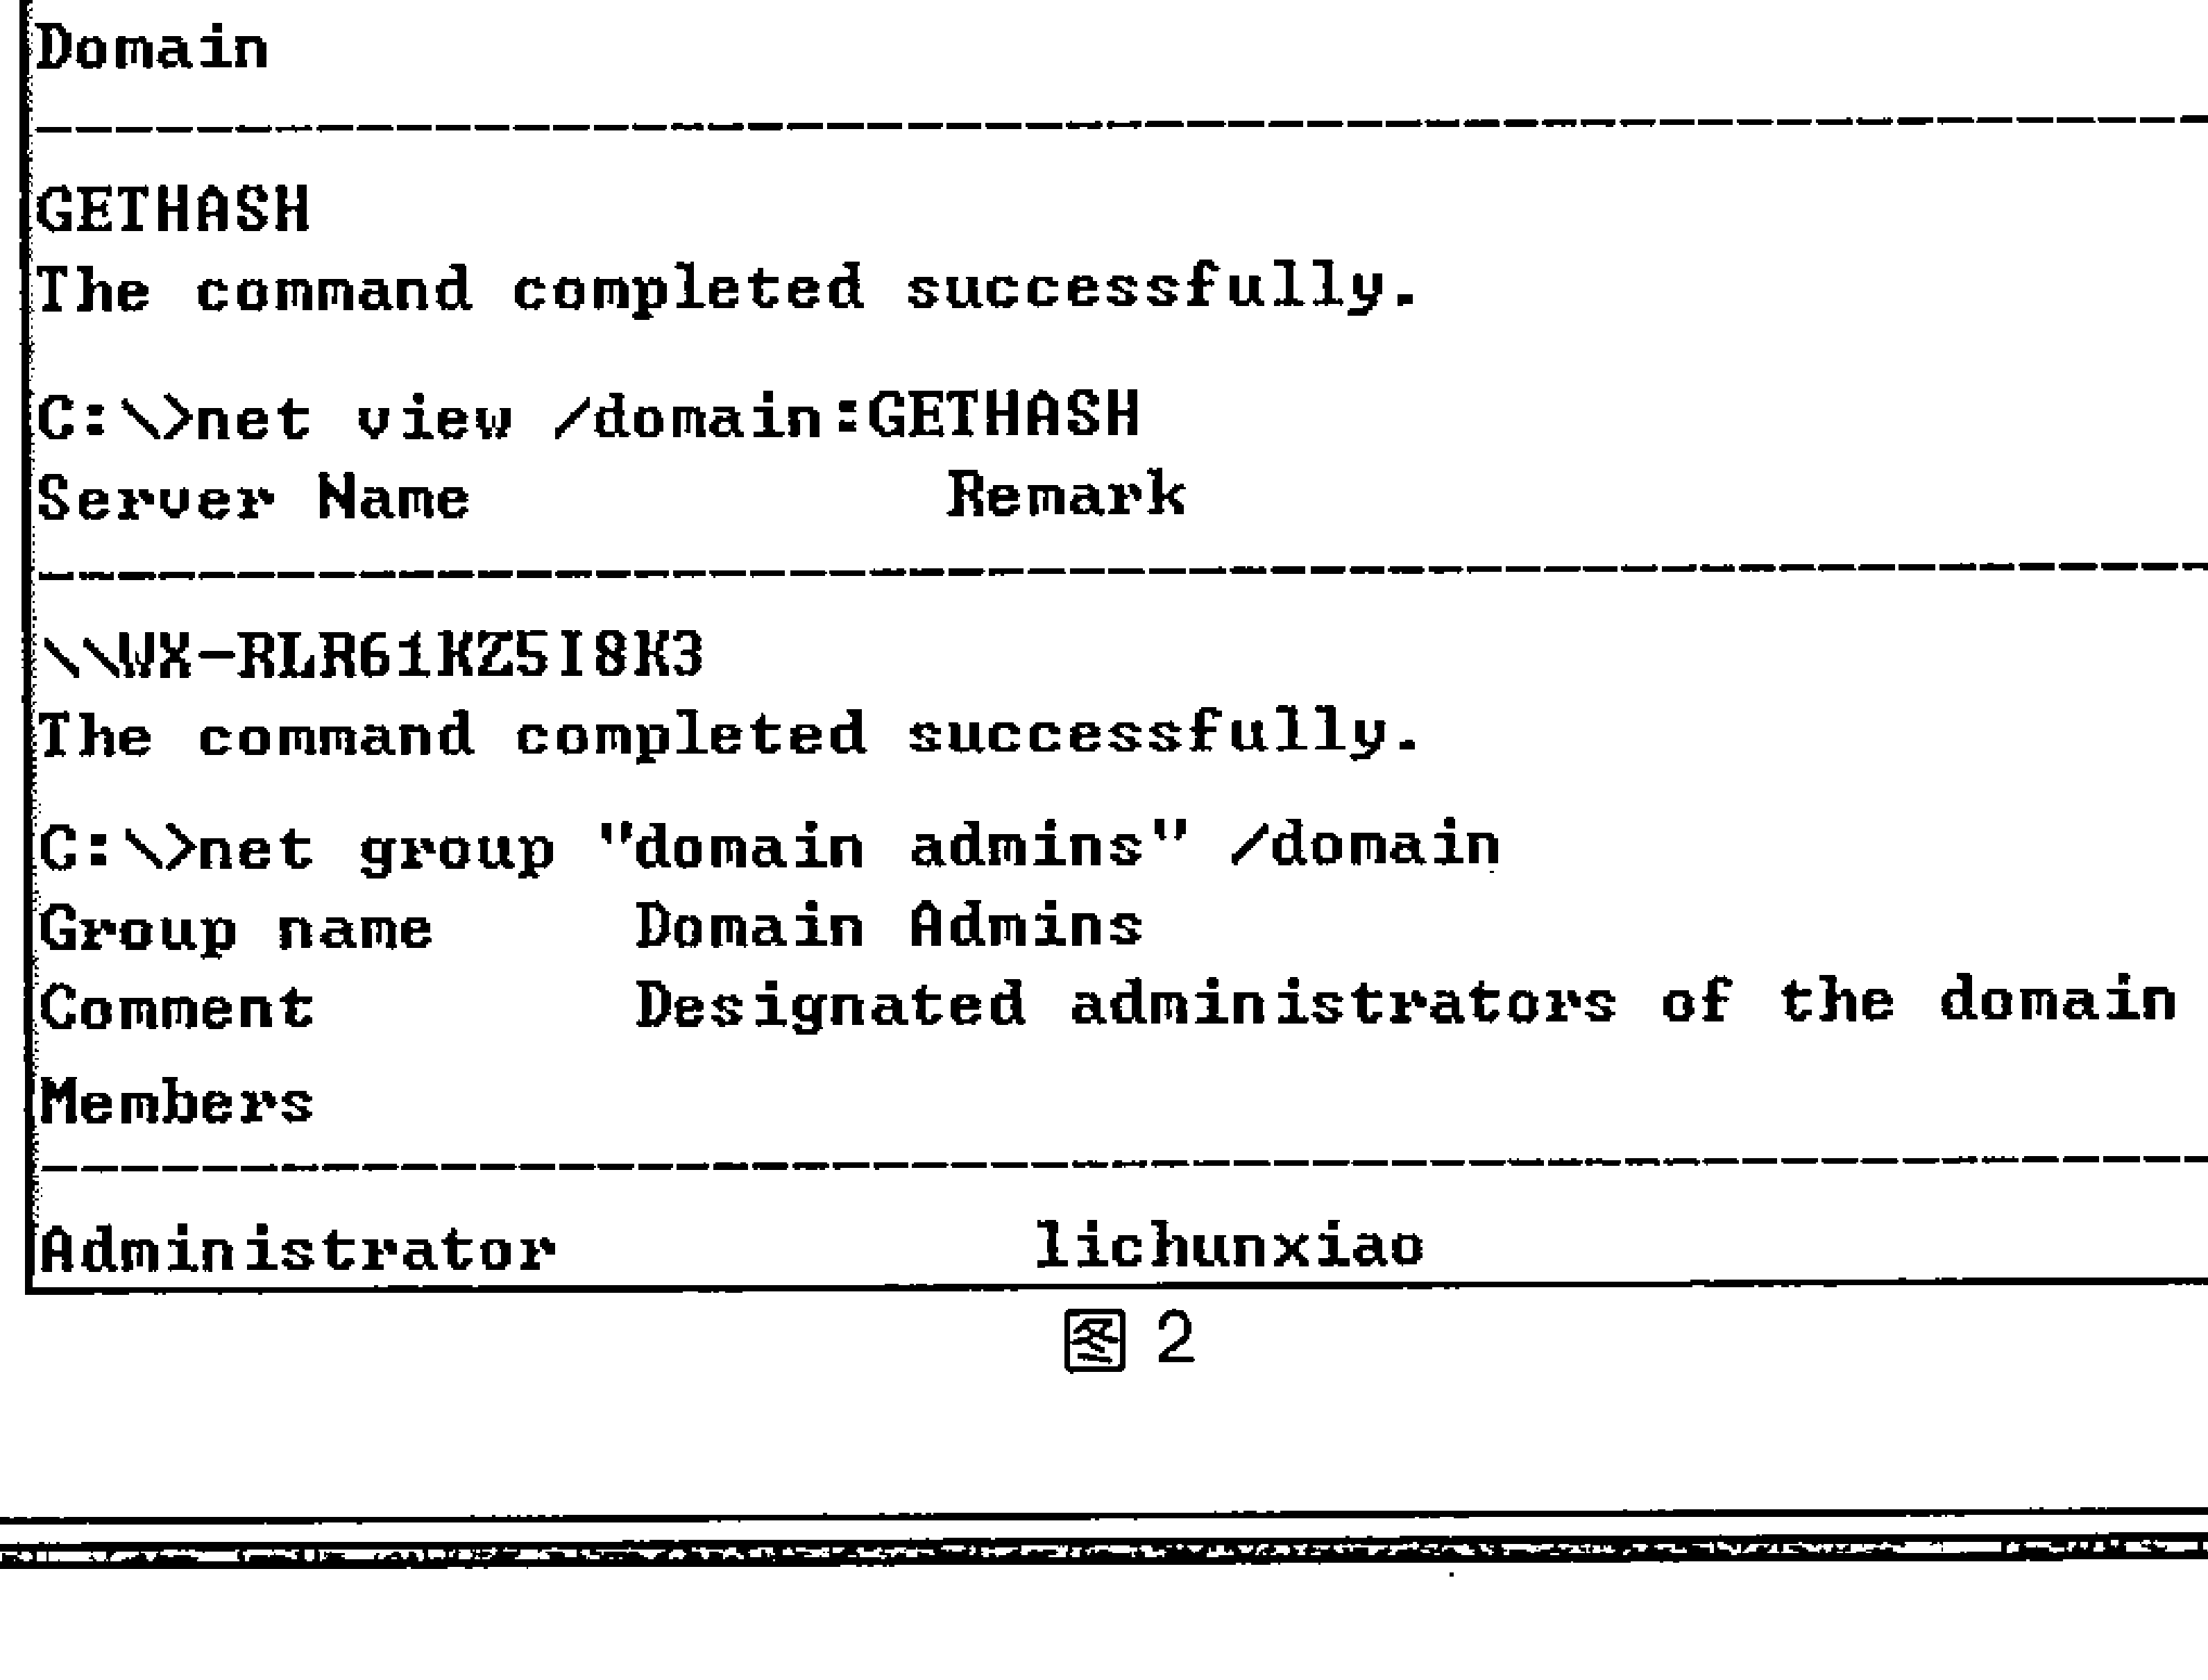 Domain
-------------------------------------------------------
GETHASH
The command completed successfully.
C:\>net view /domain:GETHASH
Server Name            Remark
-------------------------------------------------------
\\WX-RLR61KZ5I8K3
The command completed successfully.
C:\>net group "domain admins" /domain
Group name     Domain Admins
Comment        Designated administrators of the domain
Members
-------------------------------------------------------
Administrator            lichunxiao
图 2